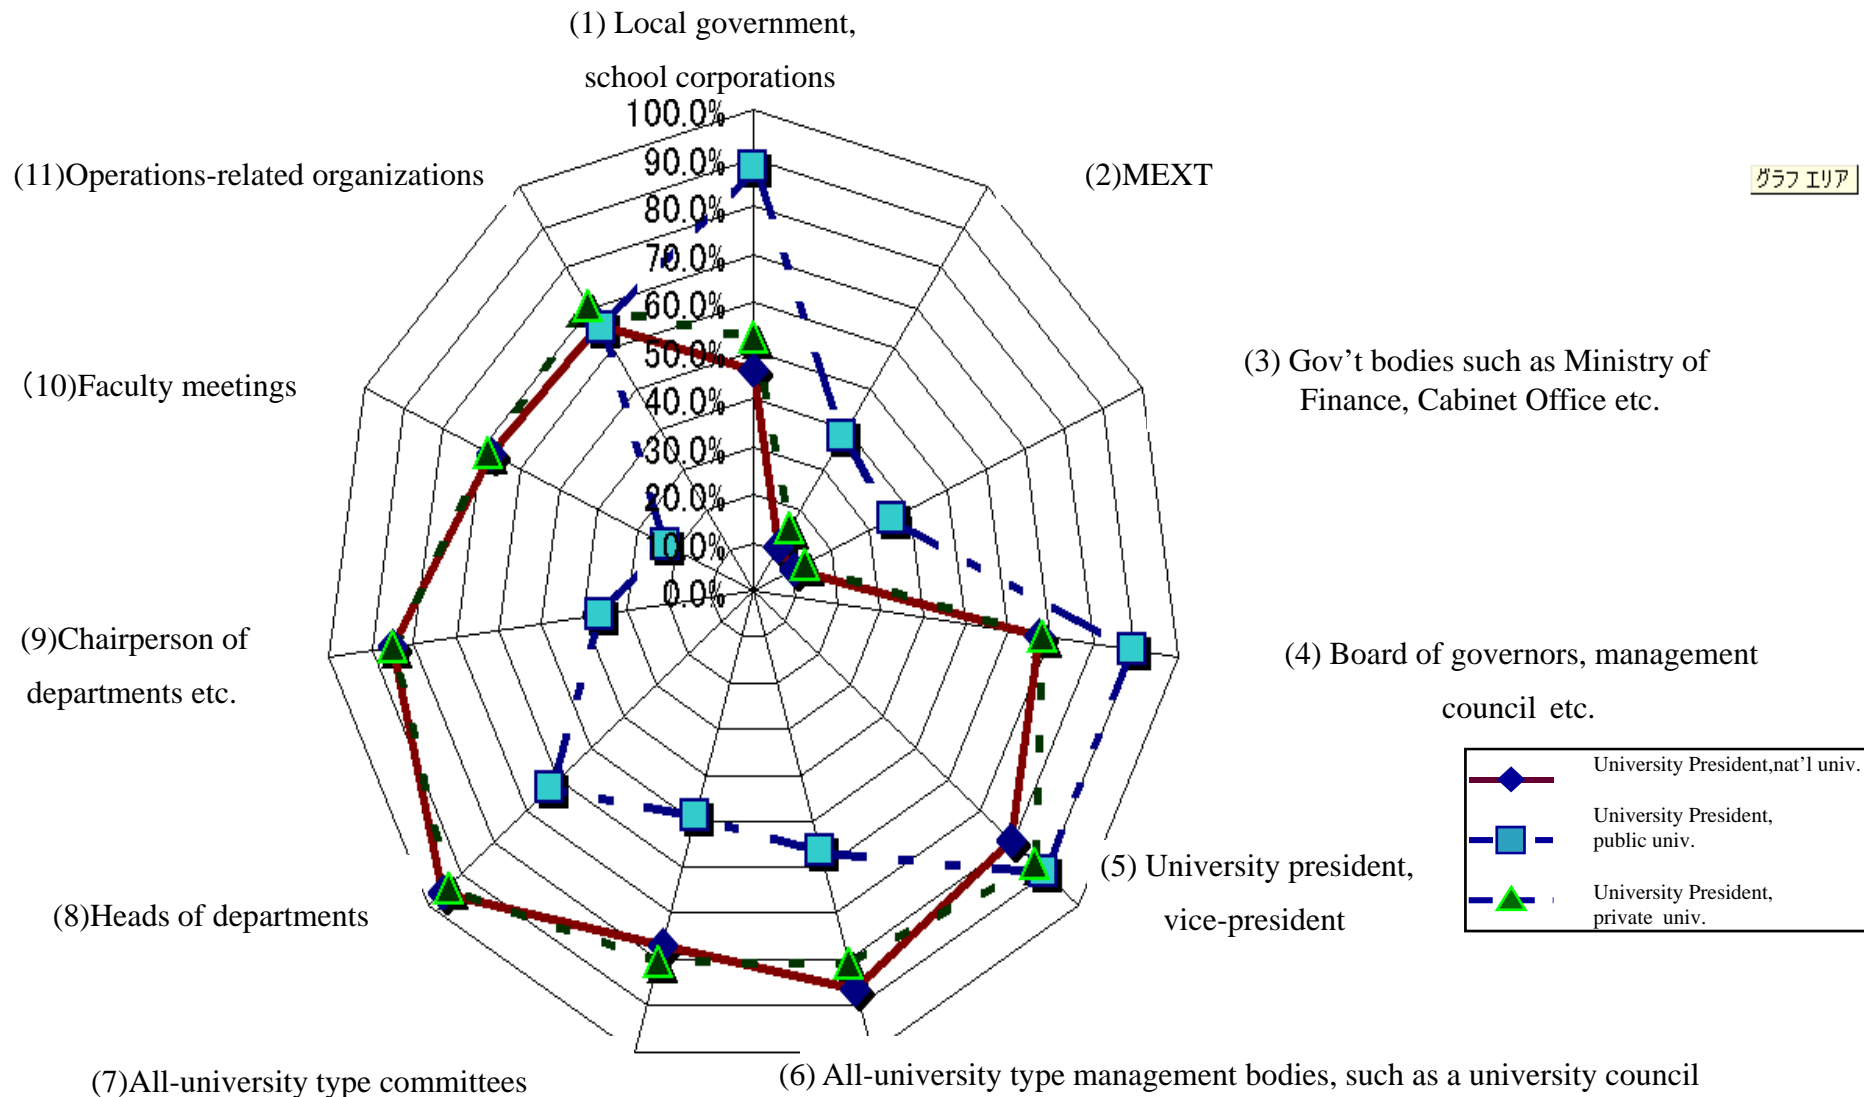 (1) Local government,
school corporations
100.0%
90.0%
80.0%
70.0%
60.0%
50.0%
40.0%
30.0%
20.0%
0.0%
0.0%
(2)MEXT
グラフ エリア
(3) Gov’t bodies such as Ministry of
Finance, Cabinet Office etc.
(4) Board of governors, management
council etc.
University President,nat’l univ.
University President,
public univ.
University President,
private univ.
(5) University president,
vice-president
(6) All-university type management bodies, such as a university council
(7)All-university type committees
(8)Heads of departments
(9)Chairperson of
departments etc.
(10)Faculty meetings
(11)Operations-related organizations